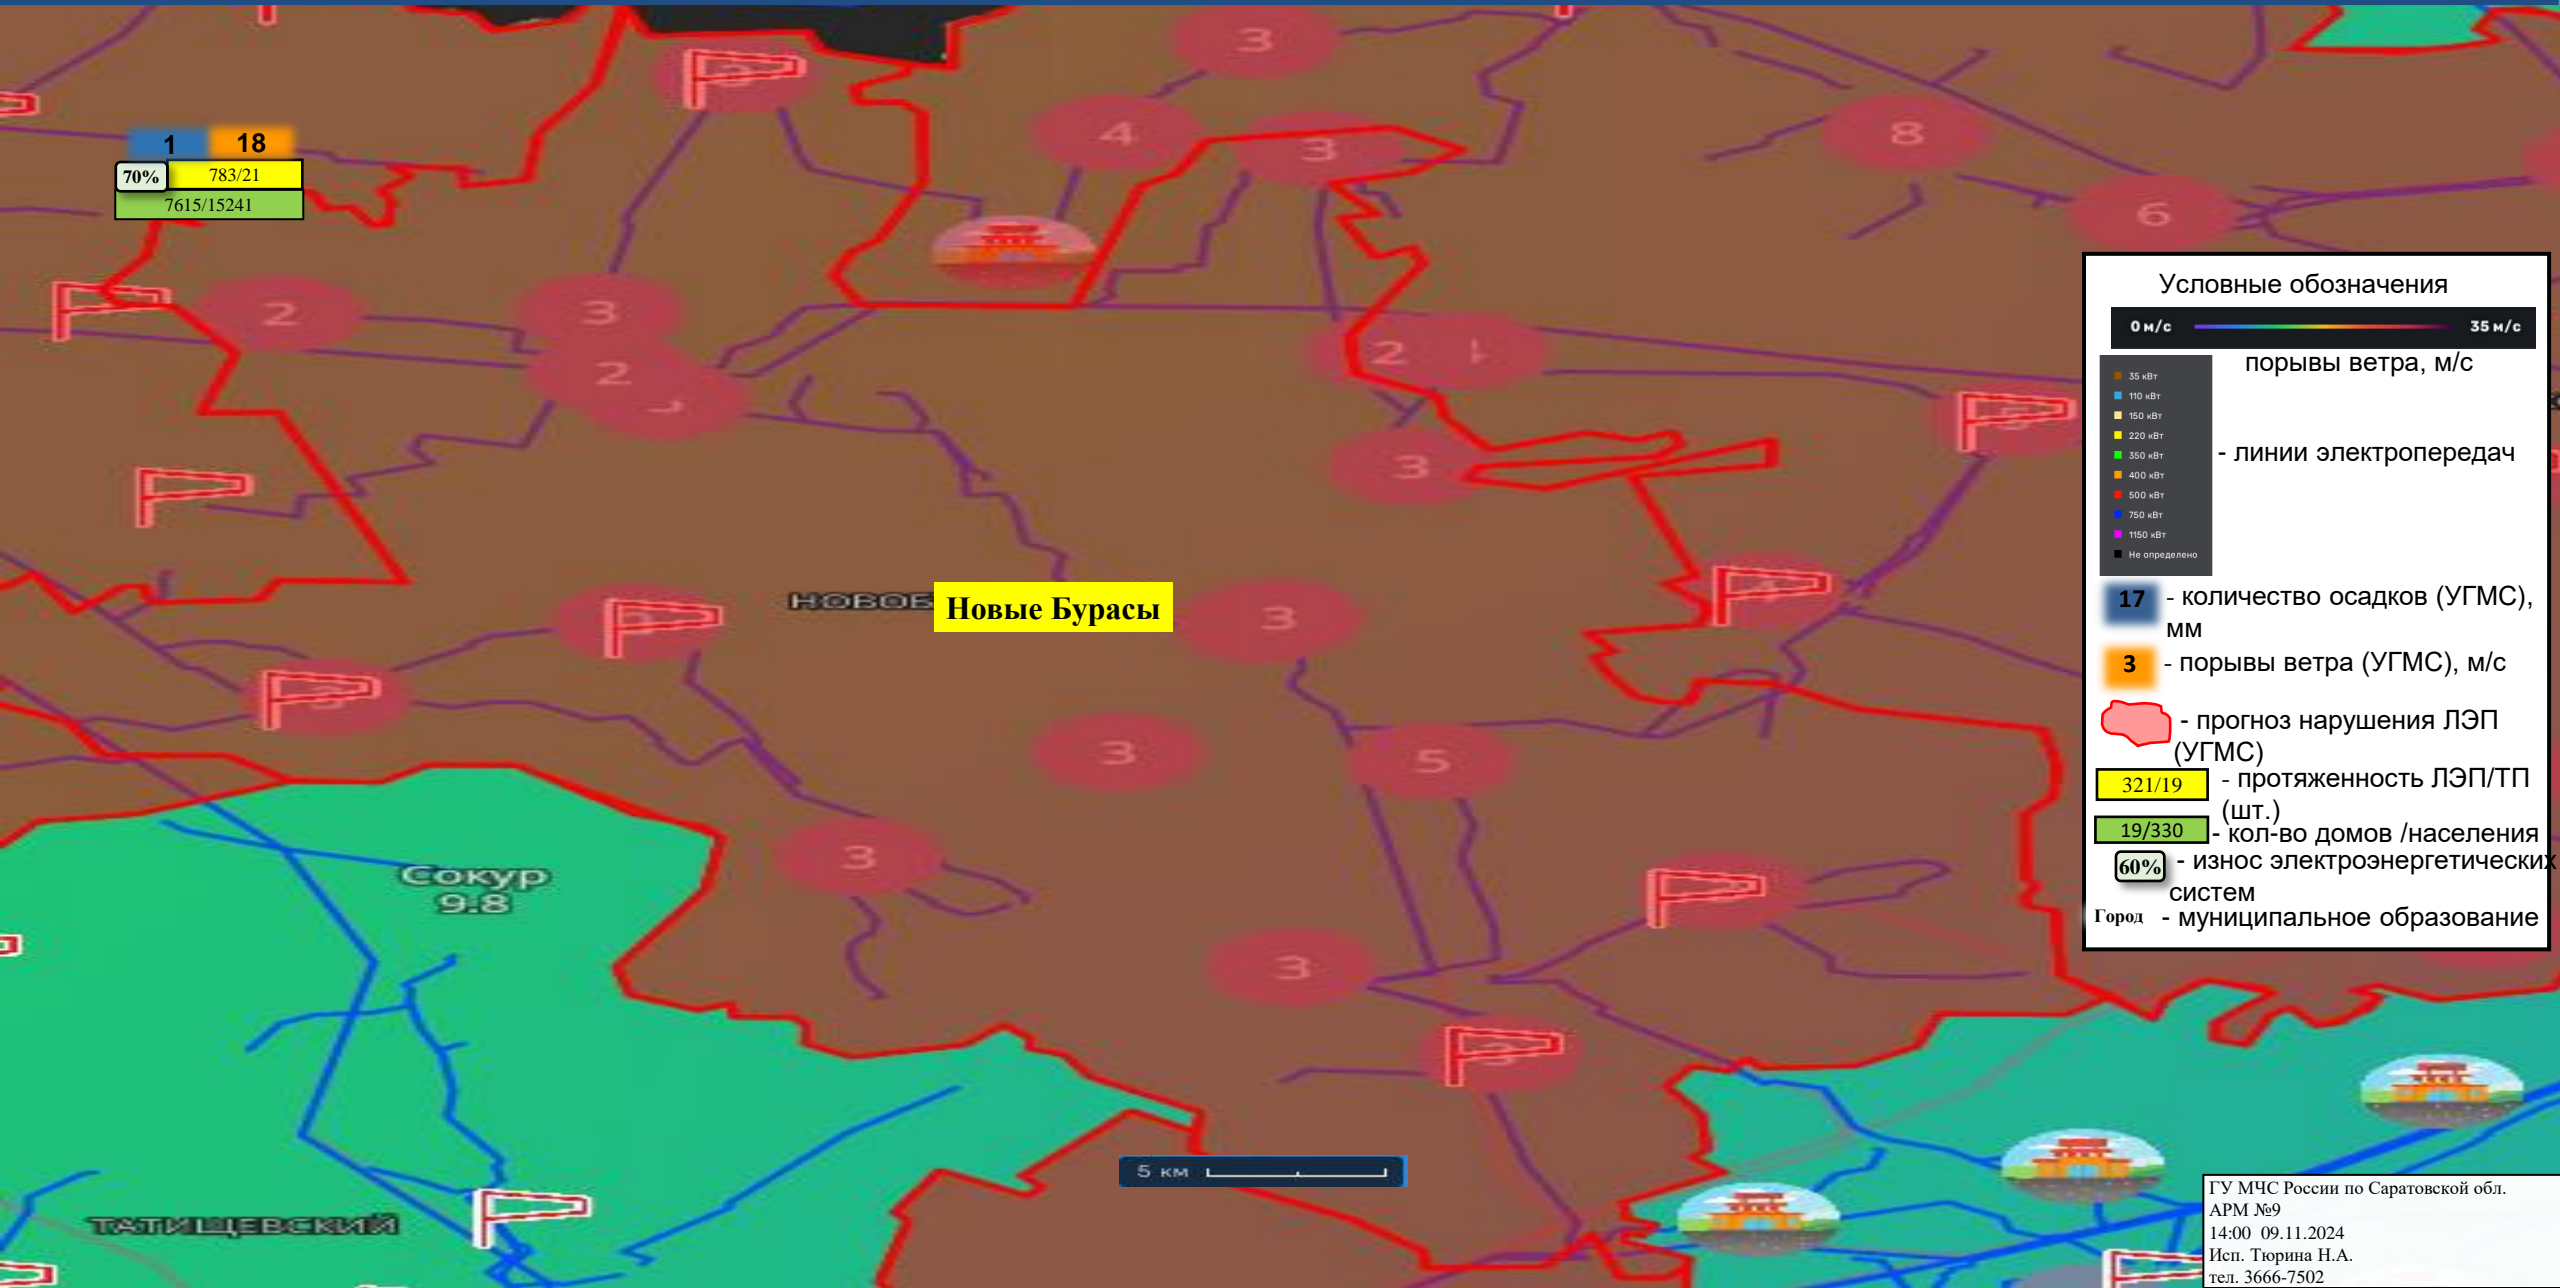 3
4
3
8
6
1
18
70%
783/21
7615/15241
2
3
2
2
3
3
НОВОБ
Новые Бурасы
3
5
3
3
Сокур
9.8
ТАТИЩЕВСКИЙ
5 км
Условные обозначения
0 м/с
35 м/с
порывы ветра, м/с
35 кВт
110 кВт
150 кВт
220 кВт
350 кВт
400 кВт
500 кВт
750 кВт
1150 кВт
Не определено
- линии электропередач
17 - количество осадков (УГМС),
мм
3 - порывы ветра (УГМС), м/с
- прогноз нарушения ЛЭП
(УГМС)
321/19 - протяженность ЛЭП/ТП
(шт.)
19/330 - кол-во домов /населения
60% - износ электроэнергетических
систем
Город - муниципальное образование
ГУ МЧС России по Саратовской обл.
АРМ №9
14:00 09.11.2024
Исп. Тюрина Н.А.
тел. 3666-7502